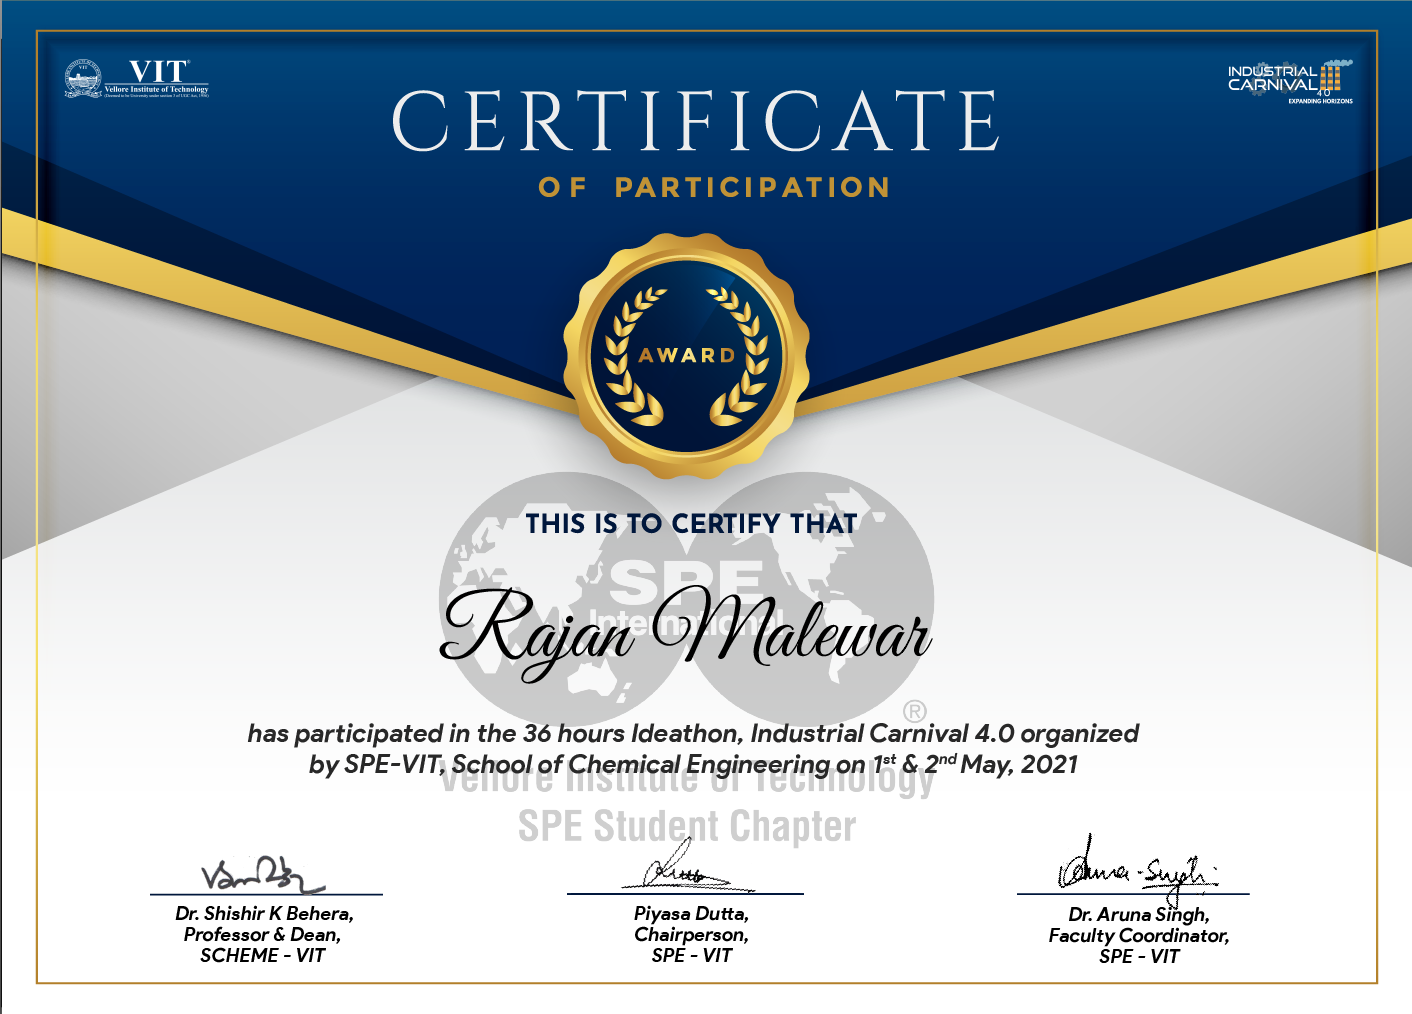 VIT®
Vellore Institute of Technology
(Deemed to be University under section 3 of UGC Act, 1956)
INDUSTRIAL
CARNIVAL
4.0
EXPANDING HORIZONS
CERTIFICATE
OF PARTICIPATION
AWARD
THIS IS TO CERTIFY THAT
SPE
International
Rajan Malewar
®
has participated in the 36 hours Ideathon, Industrial Carnival 4.0 organized
by SPE-VIT, School of Chemical Engineering on 1st & 2nd May, 2021
Vellore Institute of Technology
SPE Student Chapter
Dr. Shishir K Behera,
Professor & Dean,
SCHEME - VIT
Piyasa Dutta,
Chairperson,
SPE - VIT
Dr. Aruna Singh,
Faculty Coordinator,
SPE - VIT